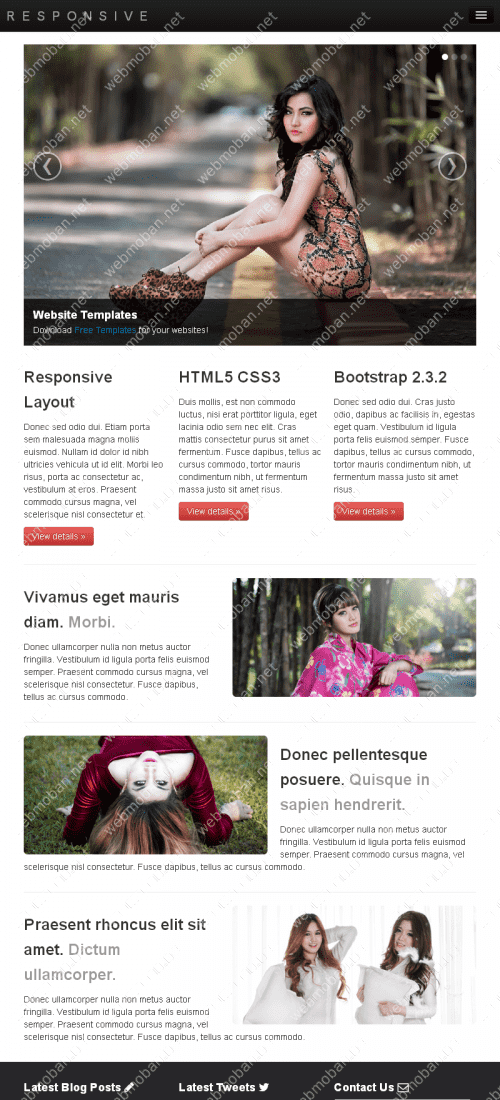 RESPONSIVE
Website Templates
Download Free Templates for your websites!
Responsive
Layout
Donec sed odio dui. Etiam porta
sem malesuada magna mollis
euismod. Nullam id dolor id nibh
ultricies vehicula ut id elit. Morbi leo
risus, porta ac consectetur ac,
vestibulum at eros. Praesent
commodo cursus magna, vel
scelerisque nisl consectetur et.
View details »
HTML5 CSS3
Duis mollis, est non commodo
luctus, nisi erat porttitor ligula, eget
lacinia odio sem nec elit. Cras
mattis consectetur purus sit amet
fermentum. Fusce dapibus, tellus ac
cursus commodo, tortor mauris
condimentum nibh, ut fermentum
massa justo sit amet risus.
View details »
Bootstrap 2.3.2
Donec sed odio dui. Cras justo
odio, dapibus ac facilisis in, egestas
eget quam. Vestibulum id ligula
porta felis euismod semper. Fusce
dapibus, tellus ac cursus commodo,
tortor mauris condimentum nibh, ut
fermentum massa justo sit amet
risus.
View details »
Vivamus eget mauris
diam. Morbi.
Donec ullamcorper nulla non metus auctor
fringilla. Vestibulum id ligula porta felis euismod
semper. Praesent commodo cursus magna, vel
scelerisque nisl consectetur. Fusce dapibus,
tellus ac cursus commodo.
Donec pellentesque
posuere. Quisque in
sapien hendrerit.
Donec ullamcorper nulla non metus auctor
fringilla. Vestibulum id ligula porta felis euismod
semper. Praesent commodo cursus magna, vel
scelerisque nisl consectetur. Fusce dapibus, tellus ac cursus commodo.
Praesent rhoncus elit sit
amet. Dictum
ullamcorper.
Donec ullamcorper nulla non metus auctor
fringilla. Vestibulum id ligula porta felis euismod
semper. Praesent commodo cursus magna, vel
scelerisque nisl consectetur. Fusce dapibus, tellus ac cursus commodo.
Latest Blog Posts
Latest Tweets
Contact Us
webmoban.net